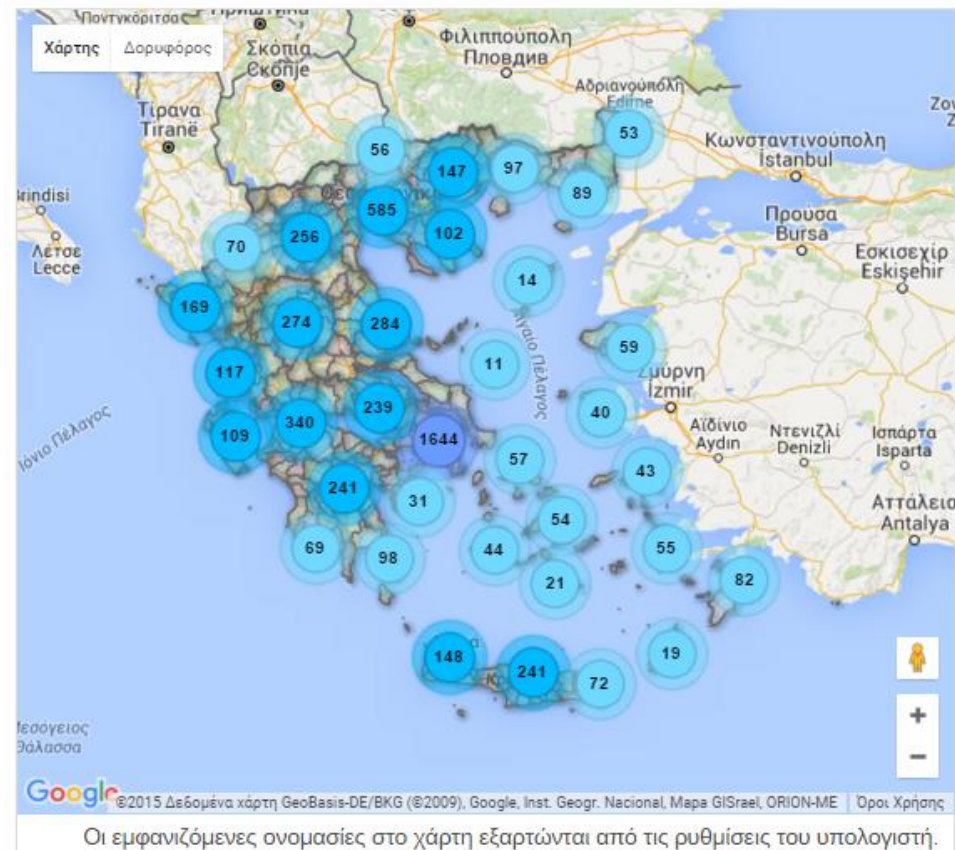 Ποντγκόριτσα
Χάρτης Δορυφόρος
Σκόπια
Скопје
Φιλιππούπολη
Пловдив
Αδριανούπολη
Edirne
Τίρανα
Tiranë
53
Κωνσταντινούπολη
İstanbul
56
147
97
89
585
Προύσα
Bursa
rindisi
Λέτσε
Lecce
70
256
102
Εσκισεχίρ
Eskişehir
14
169
274
284
59
11
117
Σμύρνη
İzmir
40
239
340
1644
109
Αϊδίνιο
Aydın
Ντενιζλί
Denizli
Ισπάρτα
Isparta
Ιόνιο Πέλαγος
57
43
241
31
54
Αττάλεια
Antalya
69
98
44
55
21
82
148
241
72
19
+
−
Google
©2015 Δεδομένα χάρτη GeoBasis-DE/BKG (©2009), Google, Inst. Geogr. Nacional, Mapa GISrael, ORION-ME Όροι Χρήσης
Οι εμφανιζόμενες ονομασίες στο χάρτη εξαρτώνται από τις ρυθμίσεις του υπολογιστή.